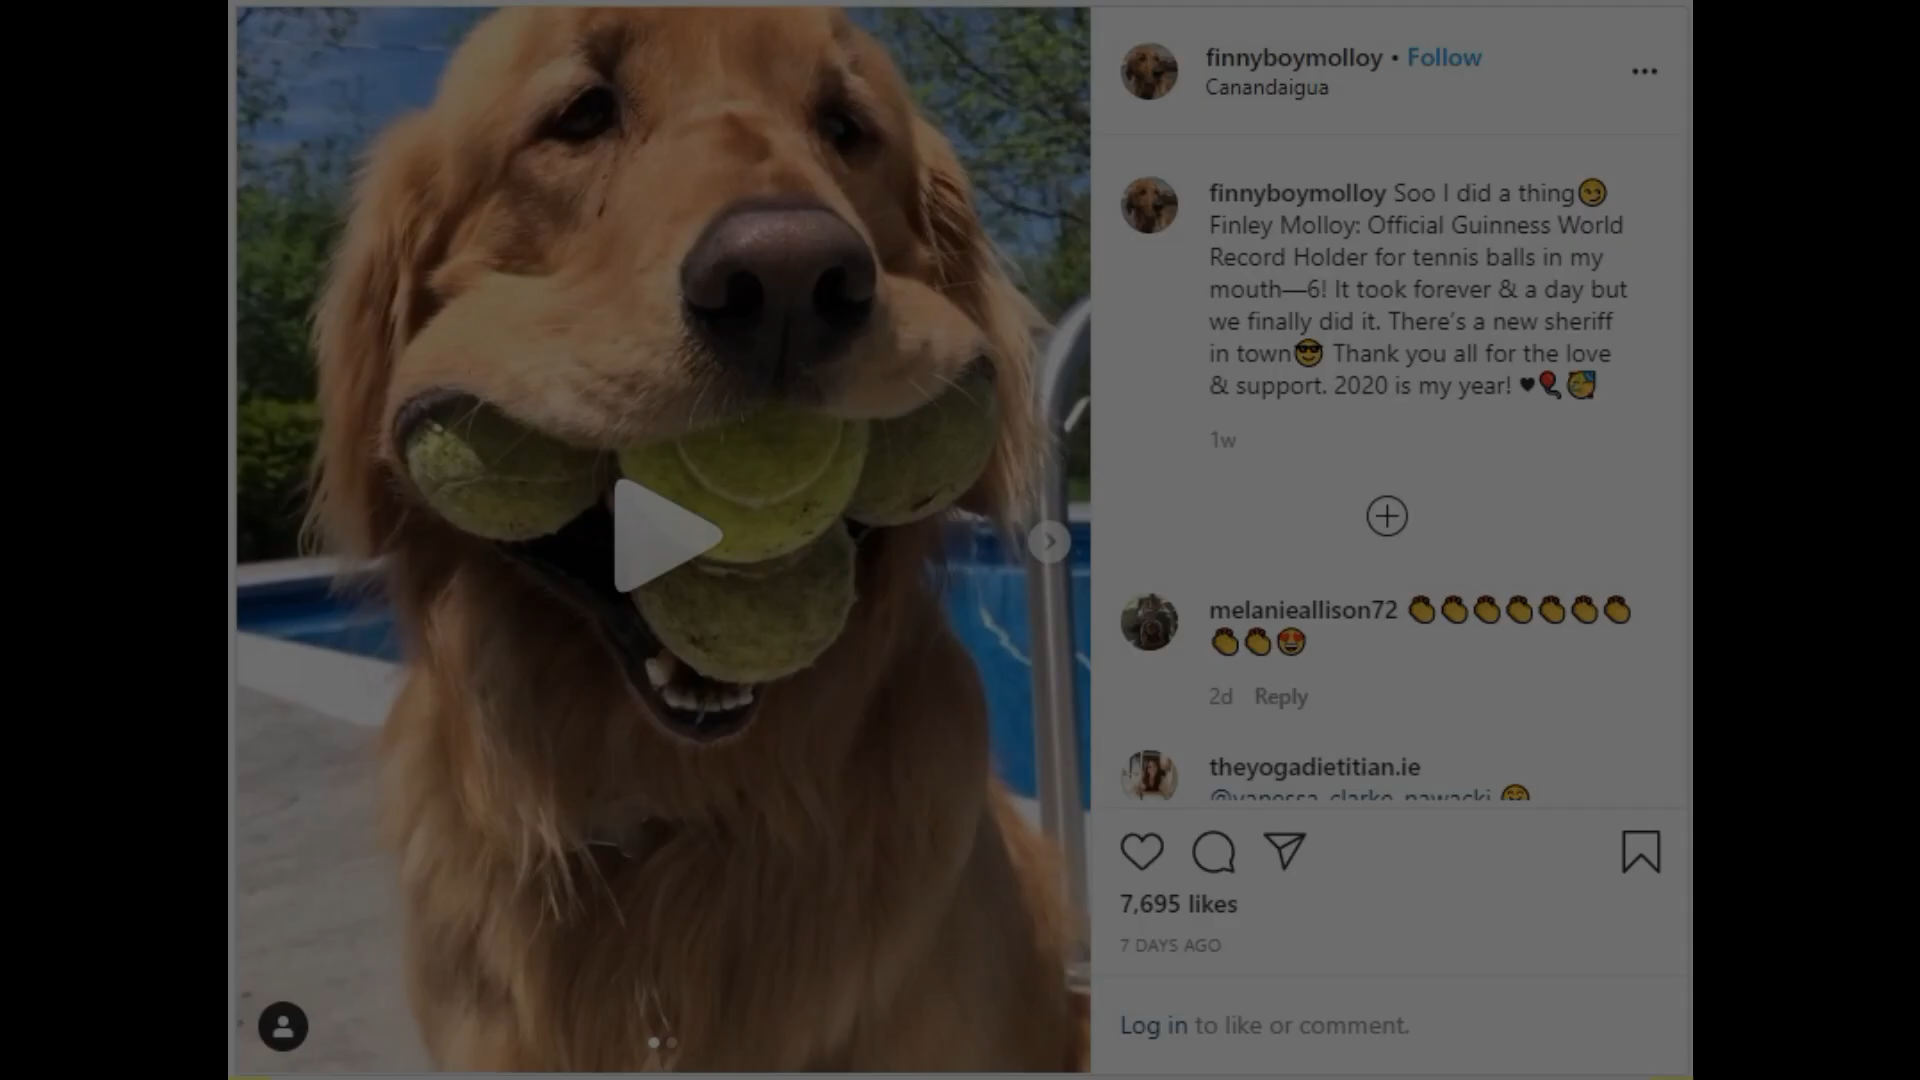 finnyboymolloy • Follow
Canandaigua
finnyboymolloy Soo I did a thing😏
Finley Molloy: Official Guinness World
Record Holder for tennis balls in my
mouth—6! It took forever & a day but
we finally did it. There's a new sheriff
in town😎 Thank you all for the love
& support. 2020 is my year! ♥🎈🥳
1w
melanieallison72 👏👏👏👏👏👏👏
👏👏😍
2d Reply
theyogadietitian.ie
@vanessa_clarke_nawacki 😊
7,695 likes
7 DAYS AGO
Log in to like or comment.